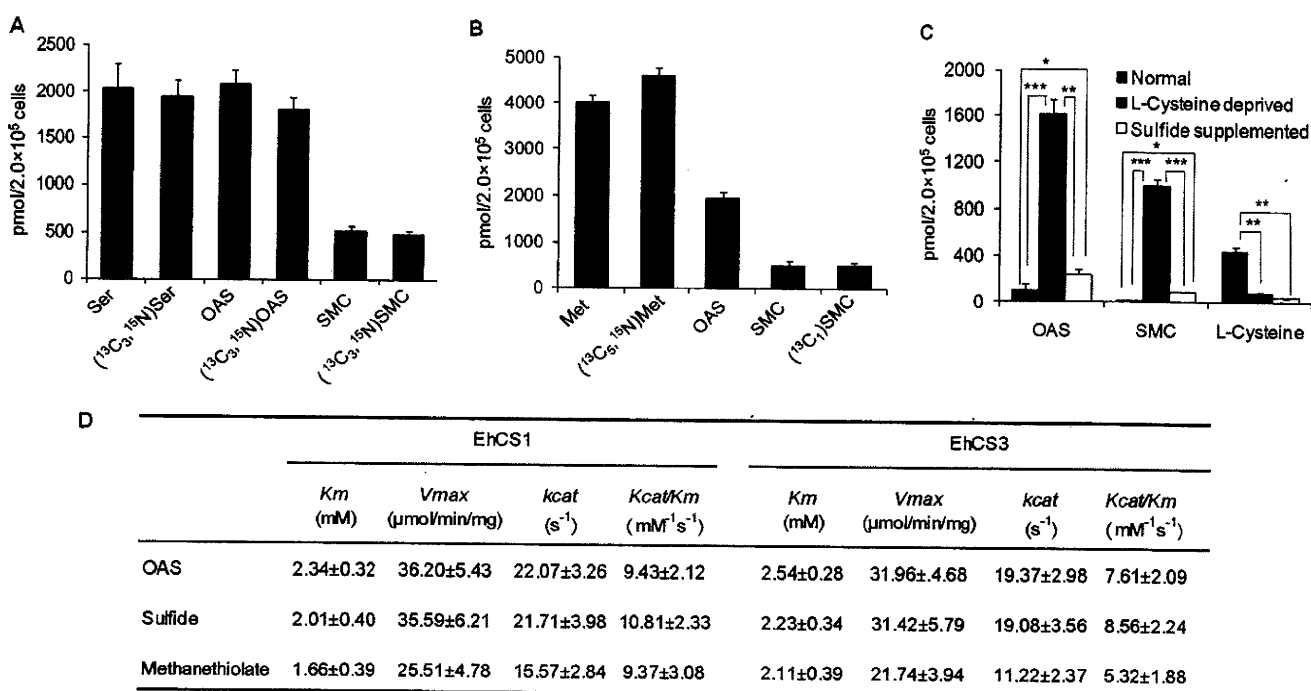 A
pmol/2.0×10⁵ cells
2500
2000
1500
1000
500
0
Ser
(¹³C₃, ¹⁵N)Ser
OAS
(¹³C₃, ¹⁵N)OAS
SMC
(¹³C₃, ¹⁵N)SMC
B
pmol/2.0×10⁵ cells
5000
4000
3000
2000
1000
0
Met
(¹³C₅, ¹⁵N)Met
OAS
SMC
(¹³C₁)SMC
C
pmol/2.0×10⁵ cells
2000
1600
1200
800
400
0
Normal
L-Cysteine deprived
Sulfide supplemented
*
*** **
*
*** ***
**
**
OAS SMC L-Cysteine
D
EhCS1 EhCS3
Km Vmax kcat Kcat/Km Km Vmax kcat Kcat/Km
(mM) (µmol/min/mg) (s⁻¹) (mM⁻¹s⁻¹) (mM) (µmol/min/mg) (s⁻¹) (mM⁻¹s⁻¹)
OAS 2.34±0.32 36.20±5.43 22.07±3.26 9.43±2.12 2.54±0.28 31.96±.4.68 19.37±2.98 7.61±2.09
Sulfide 2.01±0.40 35.59±6.21 21.71±3.98 10.81±2.33 2.23±0.34 31.42±5.79 19.08±3.56 8.56±2.24
Methanethiolate 1.66±0.39 25.51±4.78 15.57±2.84 9.37±3.08 2.11±0.39 21.74±3.94 11.22±2.37 5.32±1.88